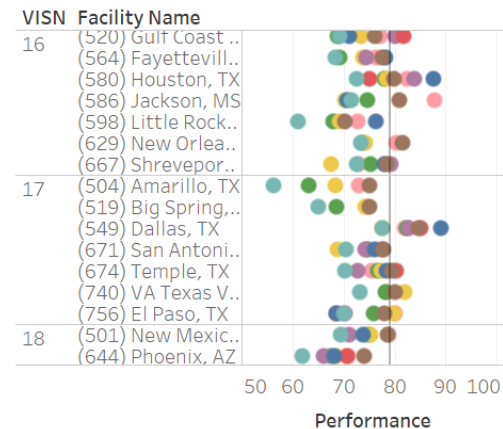 VISN Facility Name
16 (520) Gulf Coast ..
(564) Fayettevill..
(580) Houston, TX
(586) Jackson, MS
(598) Little Rock..
(629) New Orlea..
(667) Shrevepor..
17 (504) Amarillo, TX
(519) Big Spring,..
(549) Dallas, TX
(671) San Antoni..
(674) Temple, TX
(740) VA Texas V..
(756) El Paso, TX
18 (501) New Mexic..
(644) Phoenix, AZ
50 60 70 80 90 100
Performance